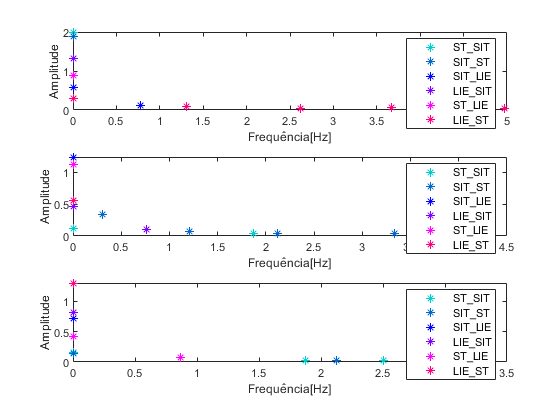 2
1
0
Amplitude
0
0.5
1
1.5
2
2.5
3
3.5
5
Frequência[Hz]
ST_SIT
SIT_ST
SIT_LIE
LIE_SIT
ST_LIE
LIE_ST
1
0.5
0
Amplitude
0
0.5
1
1.5
2
2.5
3
4.5
Frequência[Hz]
ST_SIT
SIT_ST
SIT_LIE
LIE_SIT
ST_LIE
LIE_ST
1
0.5
0
Amplitude
0
0.5
1
1.5
2
2.5
3.5
Frequência[Hz]
ST_SIT
SIT_ST
SIT_LIE
LIE_SIT
ST_LIE
LIE_ST